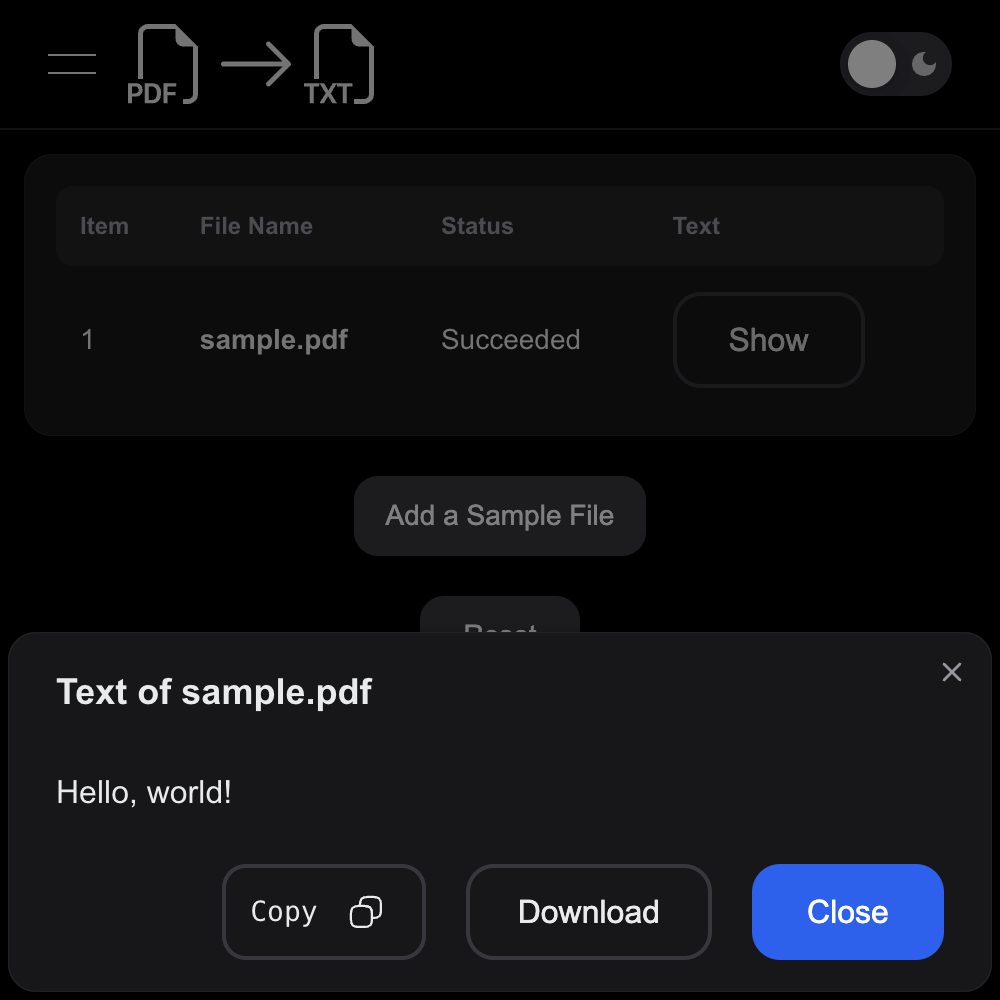 PDF TXT
Item File Name Status Text
1 sample.pdf Succeeded Show
Add a Sample File
Reset
Text of sample.pdf
Hello, world!
Copy Download Close